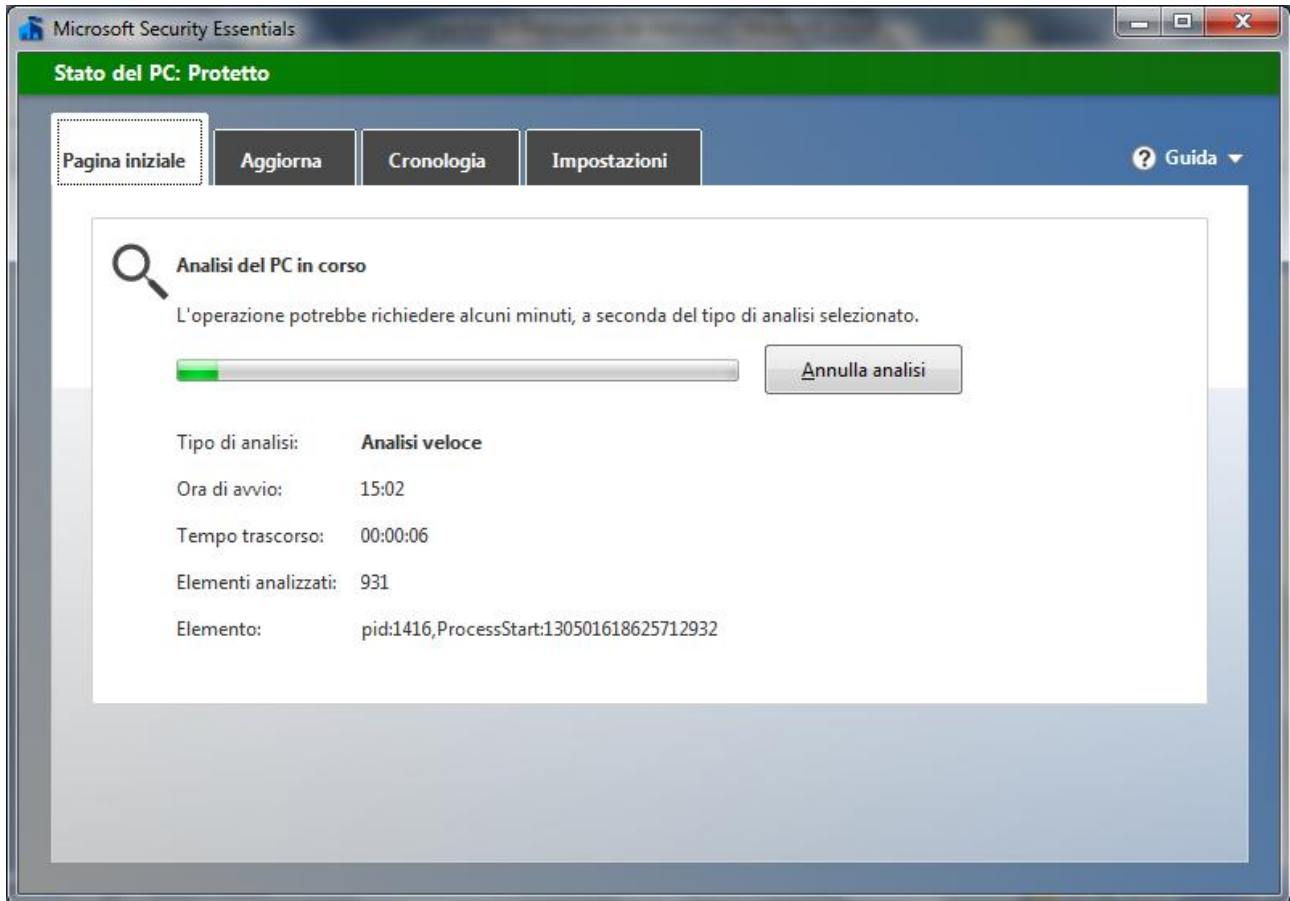 Microsoft Security Essentials
Stato del PC: Protetto
Pagina iniziale Aggiorna Cronologia Impostazioni ? Guida
Analisi del PC in corso
L'operazione potrebbe richiedere alcuni minuti, a seconda del tipo di analisi selezionato.
Annulla analisi
Tipo di analisi: Analisi veloce
Ora di avvio: 15:02
Tempo trascorso: 00:00:06
Elementi analizzati: 931
Elemento: pid:1416,ProcessStart:130501618625712932